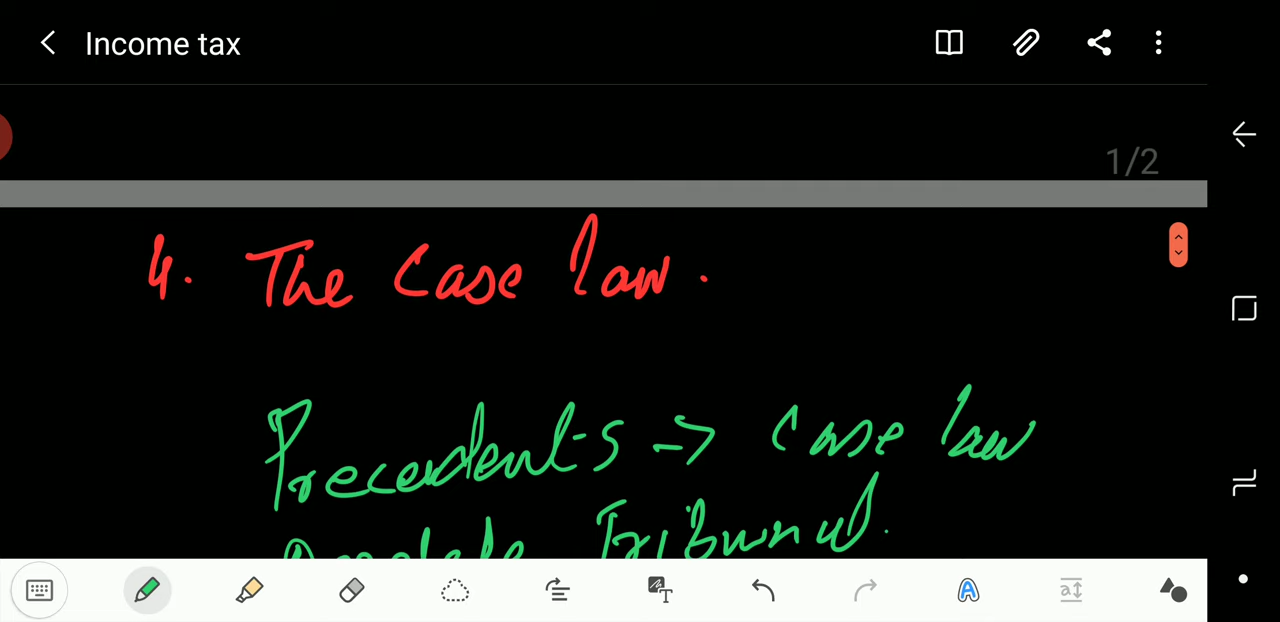 Income tax
1/2
4. The case law.
Precedents -> case law
Tribunal.